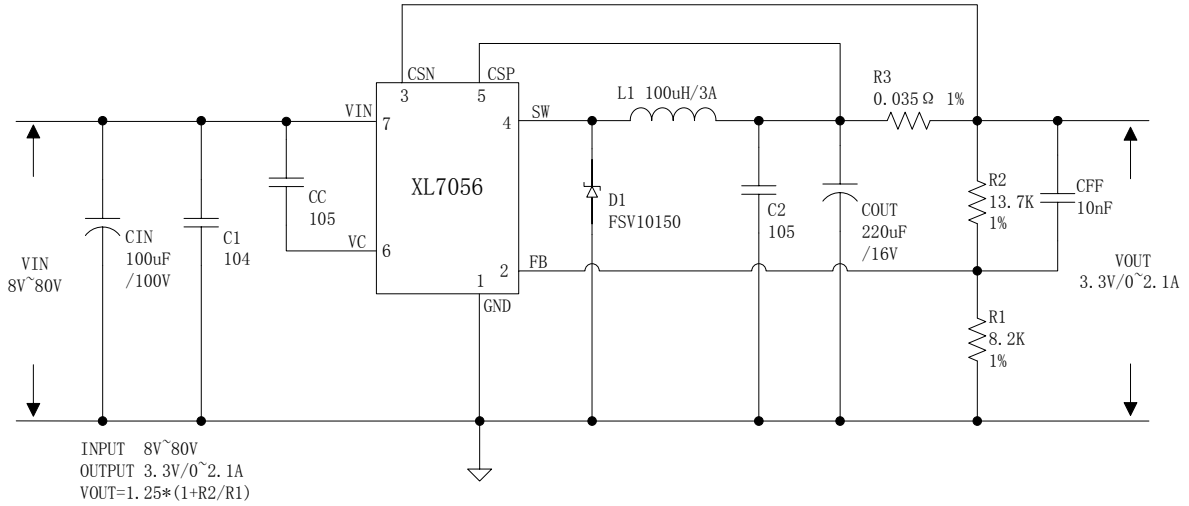 CSN
3
CSP
5
VIN
7
4
SW
XL7056
VC
6
2
FB
1
GND
L1 100uH/3A
R3
0.035Ω 1%
CC
105
CIN
100uF
/100V
C1
104
D1
FSV10150
C2
105
COUT
220uF
/16V
R2
13.7K
1%
CFF
10nF
R1
8.2K
1%
VIN
8V~80V
VOUT
3.3V/0~2.1A
INPUT 8V~80V
OUTPUT 3.3V/0~2.1A
VOUT=1.25*(1+R2/R1)